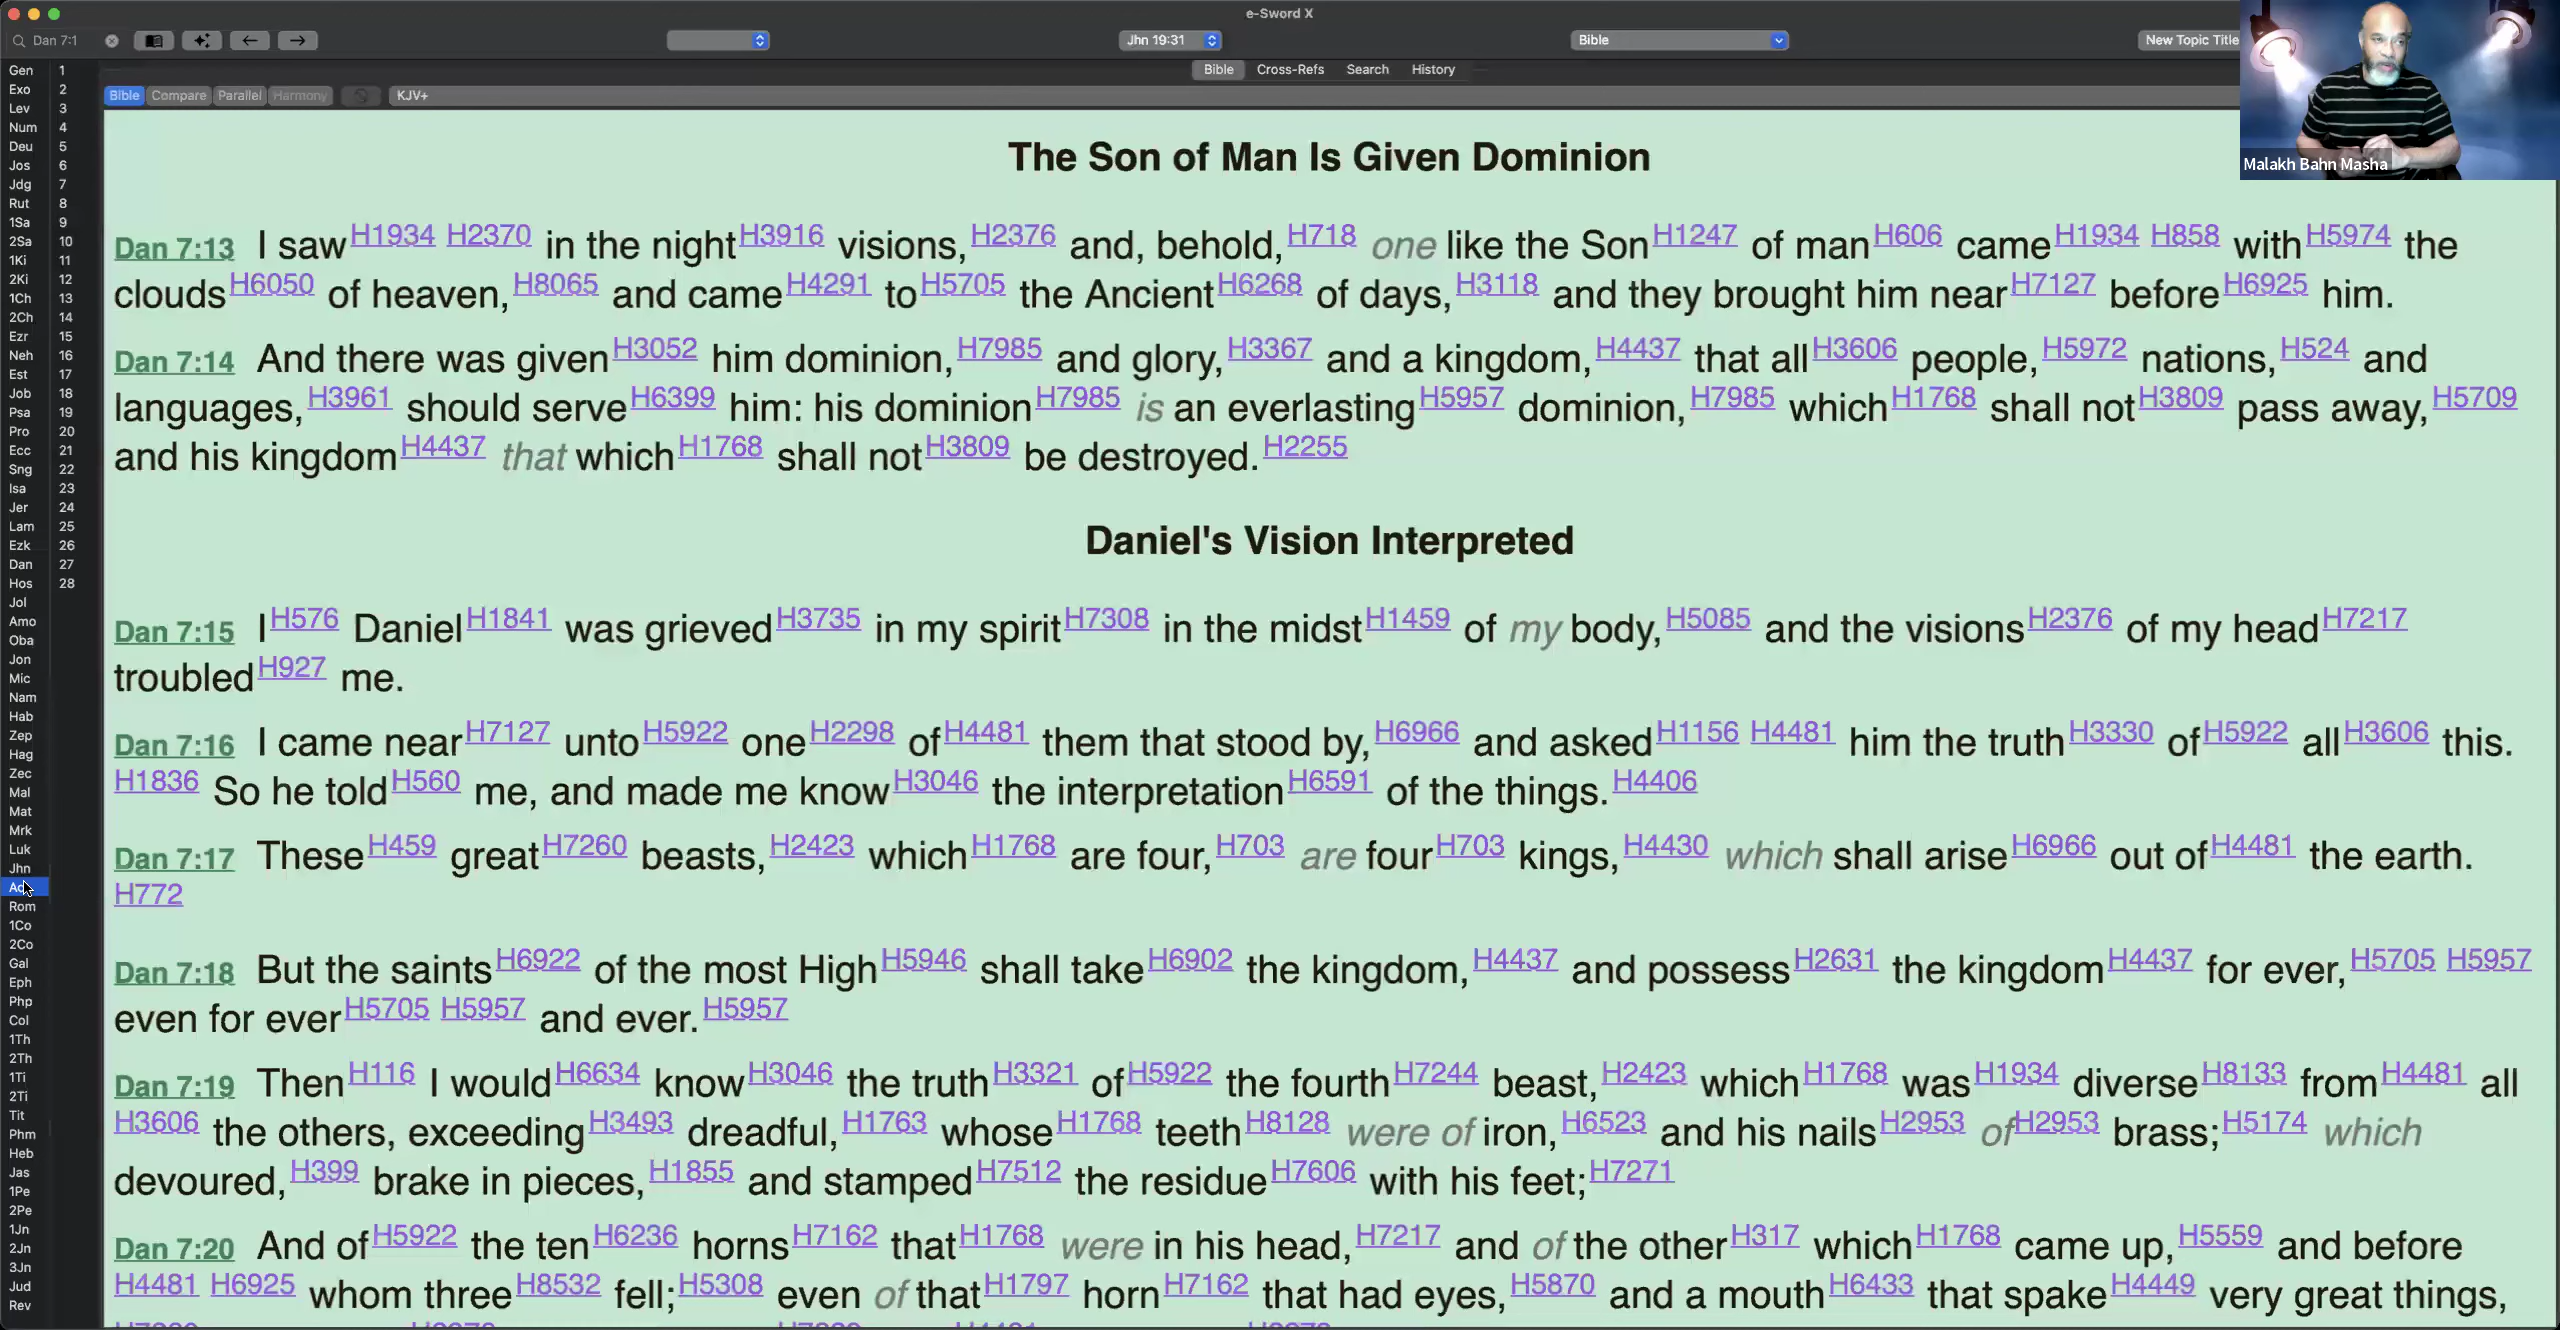 e-Sword X
Dan 7:1
Jhn 19:31
Bible
New Topic Title
Bible Cross-Refs Search History
Bible Compare Parallel Harmony KJV+
Gen 1
Exo 2
Lev 3
Num 4
Deu 5
Jos 6
Jdg 7
Rut 8
1Sa 9
2Sa 10
1Ki 11
2Ki 12
1Ch 13
2Ch 14
Ezr 15
Neh 16
Est 17
Job 18
Psa 19
Pro 20
Ecc 21
Sng 22
Isa 23
Jer 24
Lam 25
Ezk 26
Dan 27
Hos 28
Jol
Amo
Oba
Jon
Mic
Nam
Hab
Zep
Hag
Zec
Mal
Mat
Mrk
Luk
Jhn
Rom
1Co
2Co
Gal
Eph
Php
Col
1Th
2Th
1Ti
2Ti
Tit
Phm
Heb
Jas
1Pe
2Pe
1Jn
2Jn
3Jn
Jud
Rev
Malakh Bahn Masha
The Son of Man Is Given Dominion
Dan 7:13 I saw H1934 H2370 in the night H3916 visions, H2376 and, behold, H718 one like the Son H1247 of man H606 came H1934 H858 with H5974 the
clouds H6050 of heaven, H8065 and came H4291 to H5705 the Ancient H6268 of days, H3118 and they brought him near H7127 before H6925 him.
Dan 7:14 And there was given H3052 him dominion, H7985 and glory, H3367 and a kingdom, H4437 that all H3606 people, H5972 nations, H524 and
languages, H3961 should serve H6399 him: his dominion H7985 is an everlasting H5957 dominion, H7985 which H1768 shall not H3809 pass away, H5709
and his kingdom H4437 that which H1768 shall not H3809 be destroyed. H2255
Daniel's Vision Interpreted
Dan 7:15 I H576 Daniel H1841 was grieved H3735 in my spirit H7308 in the midst H1459 of my body, H5085 and the visions H2376 of my head H7217
troubled H927 me.
Dan 7:16 I came near H7127 unto H5922 one H2298 of H4481 them that stood by, H6966 and asked H1156 H4481 him the truth H3330 of H5922 all H3606 this.
H1836 So he told H560 me, and made me know H3046 the interpretation H6591 of the things. H4406
Dan 7:17 These H459 great H7260 beasts, H2423 which H1768 are four, H703 are four H703 kings, H4430 which shall arise H6966 out of H4481 the earth.
H772
Dan 7:18 But the saints H6922 of the most High H5946 shall take H6902 the kingdom, H4437 and possess H2631 the kingdom H4437 for ever, H5705 H5957
even for ever H5705 H5957 and ever. H5957
Dan 7:19 Then H116 I would H6634 know H3046 the truth H3321 of H5922 the fourth H7244 beast, H2423 which H1768 was H1934 diverse H8133 from H4481 all
H3606 the others, exceeding H3493 dreadful, H1763 whose H1768 teeth H8128 were of iron, H6523 and his nails H2953 of H2953 brass; H5174 which
devoured, H399 brake in pieces, H1855 and stamped H7512 the residue H7606 with his feet; H7271
Dan 7:20 And of H5922 the ten H6236 horns H7162 that H1768 were in his head, H7217 and of the other H317 which H1768 came up, H5559 and before
H4481 H6925 whom three H8532 fell; H5308 even of that H1797 horn H7162 that had eyes, H5870 and a mouth H6433 that spake H4449 very great things,